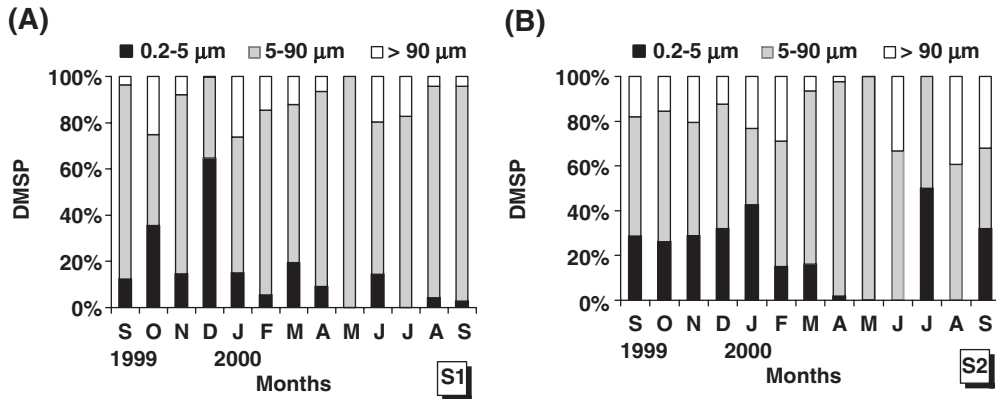 (A)
0.2-5 µm 5-90 µm > 90 µm
100%
80%
60%
40%
20%
0%
DMSP
S O N D J F M A M J J A S
1999 2000
Months
S1
(B)
0.2-5 µm 5-90 µm > 90 µm
100%
80%
60%
40%
20%
0%
DMSP
S O N D J F M A M J J A S
1999 2000
Months
S2